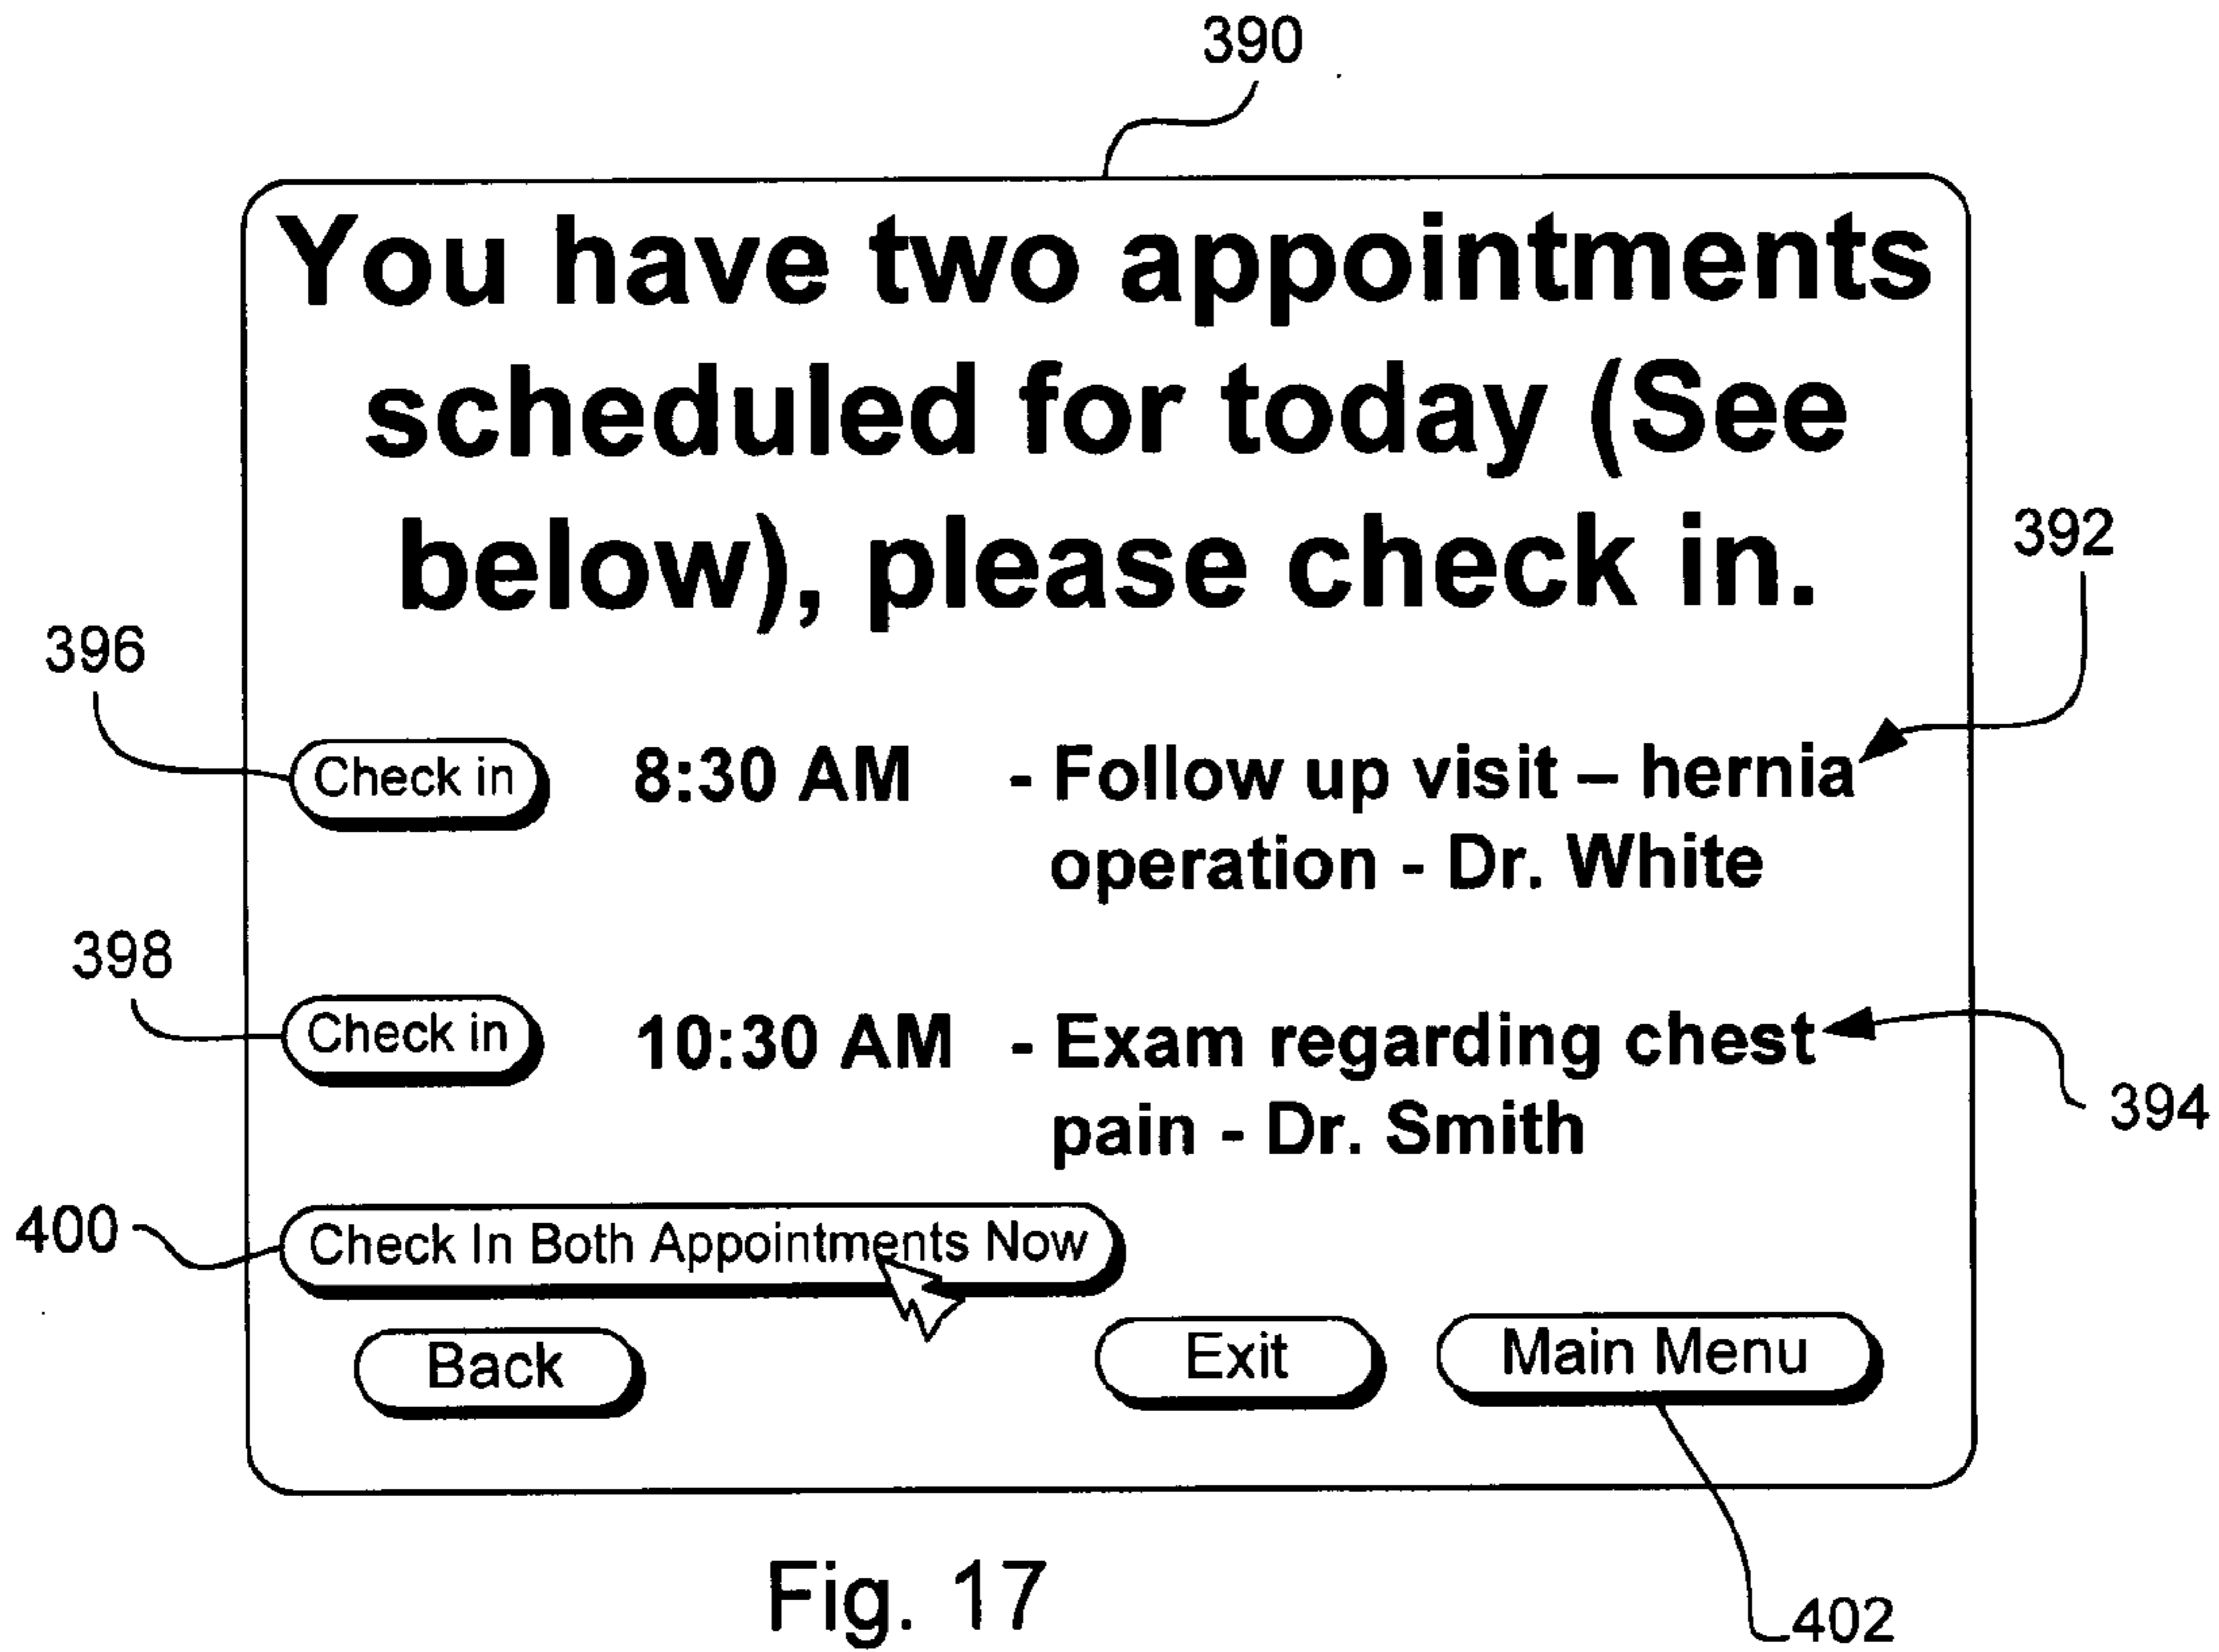 390
You have two appointments
scheduled for today (See
below), please check in.
392
396
Check in 8:30 AM - Follow up visit – hernia
operation - Dr. White
398
Check in 10:30 AM - Exam regarding chest
pain - Dr. Smith
394
400
Check In Both Appointments Now
Back Exit Main Menu
Fig. 17
402